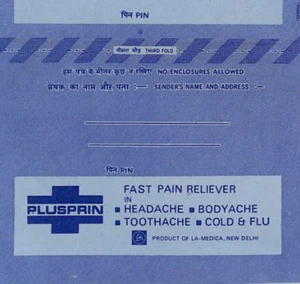 पिन PIN
तीसरा मोड़ THIRD FOLD
इस पत्र के भीतर कुछ न रखिए NO ENCLOSURES ALLOWED
प्रेषक का नाम और पता :— SENDER'S NAME AND ADDRESS :—
पिन PIN
PLUSPRIN
FAST PAIN RELIEVER
IN
■ HEADACHE ■ BODYACHE
■ TOOTHACHE ■ COLD & FLU
PRODUCT OF LA-MEDICA, NEW DELHI